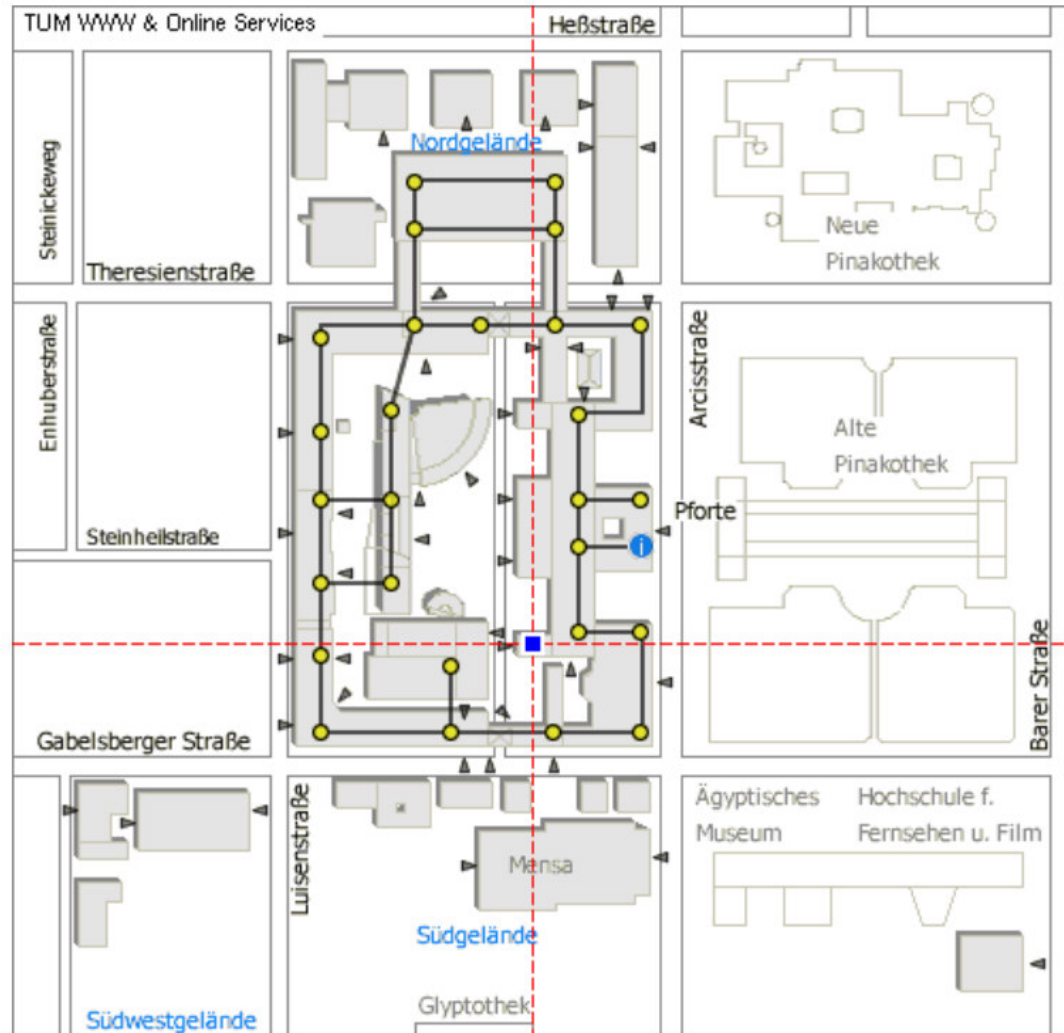 TUM WWW & Online Services
Heßstraße
Steinickeweg
Nordgelände
Neue
Pinakothek
Theresienstraße
Enhuberstraße
Arcisstraße
Alte
Pinakothek
Pforte
Steinheilstraße
i
Barer Straße
Gabelsberger Straße
Luisenstraße
Ägyptisches
Museum
Hochschule f.
Fernsehen u. Film
Mensa
Südgelände
Glyptothek
Südwestgelände